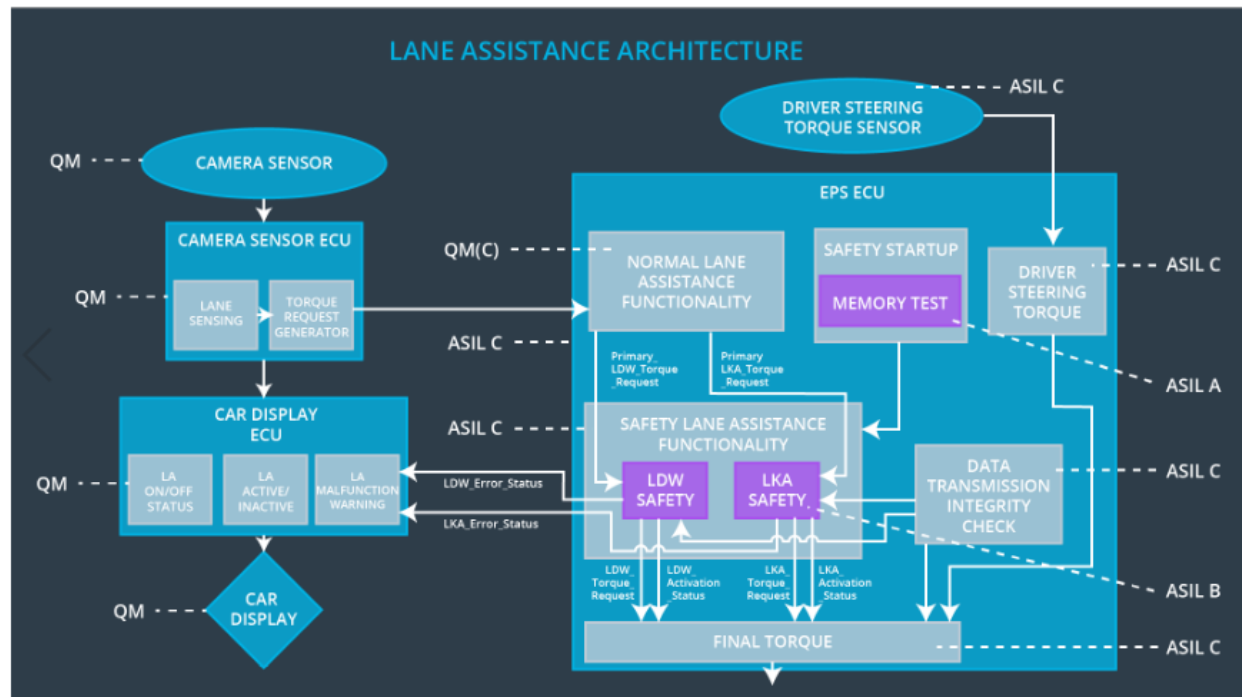 LANE ASSISTANCE ARCHITECTURE
ASIL C
DRIVER STEERING
TORQUE SENSOR
QM
CAMERA SENSOR
EPS ECU
CAMERA SENSOR ECU
QM(C)
NORMAL LANE
ASSISTANCE
FUNCTIONALITY
SAFETY STARTUP
MEMORY TEST
DRIVER
STEERING
TORQUE
ASIL C
QM
LANE
SENSING
TORQUE
REQUEST
GENERATOR
ASIL C
Primary_
LDW_Torque
_Request
Primary
LKA_Torque
_Request
ASIL A
CAR DISPLAY
ECU
ASIL C
SAFETY LANE ASSISTANCE
FUNCTIONALITY
QM
LA
ON/OFF
STATUS
LA
ACTIVE/
INACTIVE
LA
MALFUNCTION
WARNING
LDW_Error_Status
LKA_Error_Status
LDW
SAFETY
LKA
SAFETY
DATA
TRANSMISSION
INTEGRITY
CHECK
ASIL C
LDW_
Torque_
Request
LDW_
Activation
_Status
LKA_
Torque_
Request
LKA_
Activation
_Status
ASIL B
QM
CAR
DISPLAY
FINAL TORQUE
ASIL C